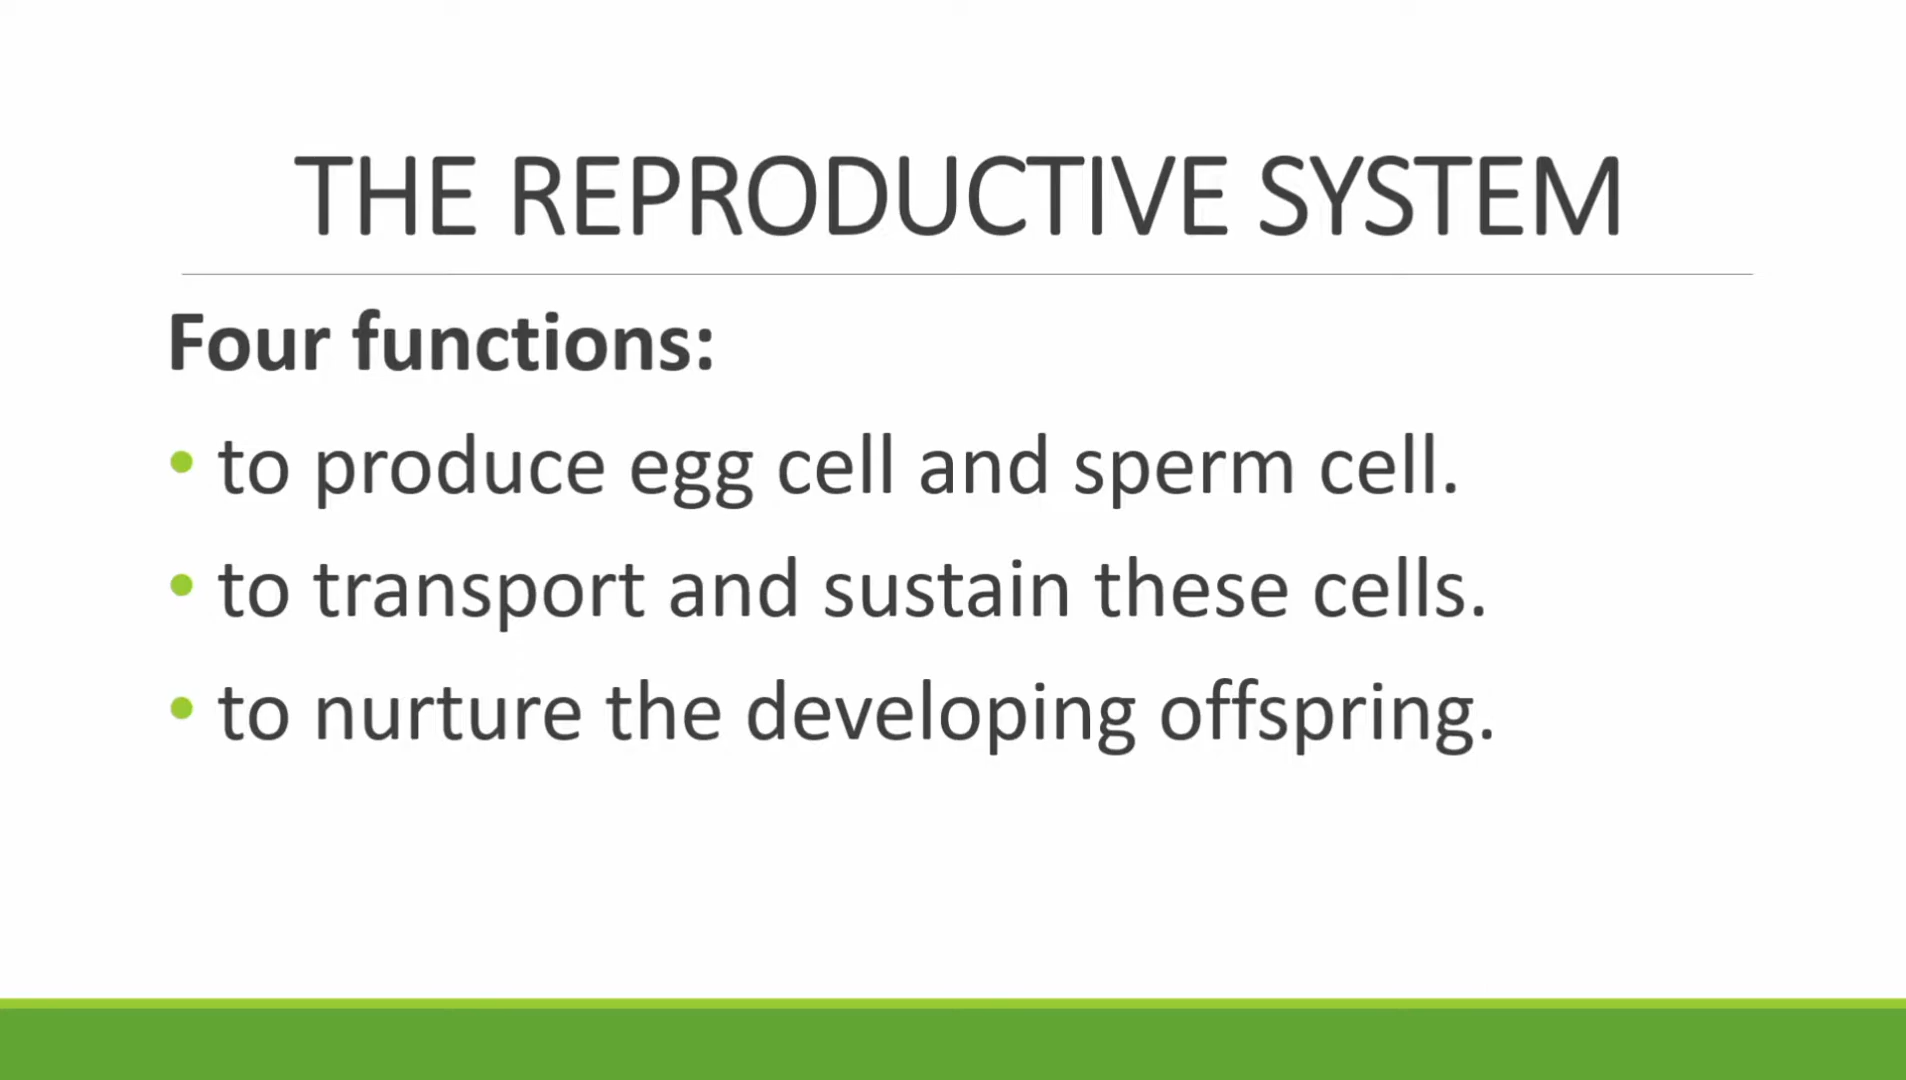 THE REPRODUCTIVE SYSTEM
Four functions:
• to produce egg cell and sperm cell.
• to transport and sustain these cells.
• to nurture the developing offspring.